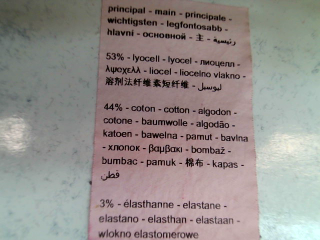 principal - main - principale -
wichtigsten - legfontosabb -
hlavní - основной - 主 - رئيسية
53% - lyocell - lyocel - лиоцелл -
λψοχελλ - liocel - liocelno vlakno -
溶剂法纤维素短纤维 - ليوسيل
44% - coton - cotton - algodon -
cotone - baumwolle - algodão -
katoen - bawełna - pamut - bavlna
- хлопок - βαμβακι - bombaž -
bumbac - pamuk - 棉布 - kapas -
قطن
3% - élasthanne - elastane -
elastano - elasthan - elastaan -
włokno elastomerowe